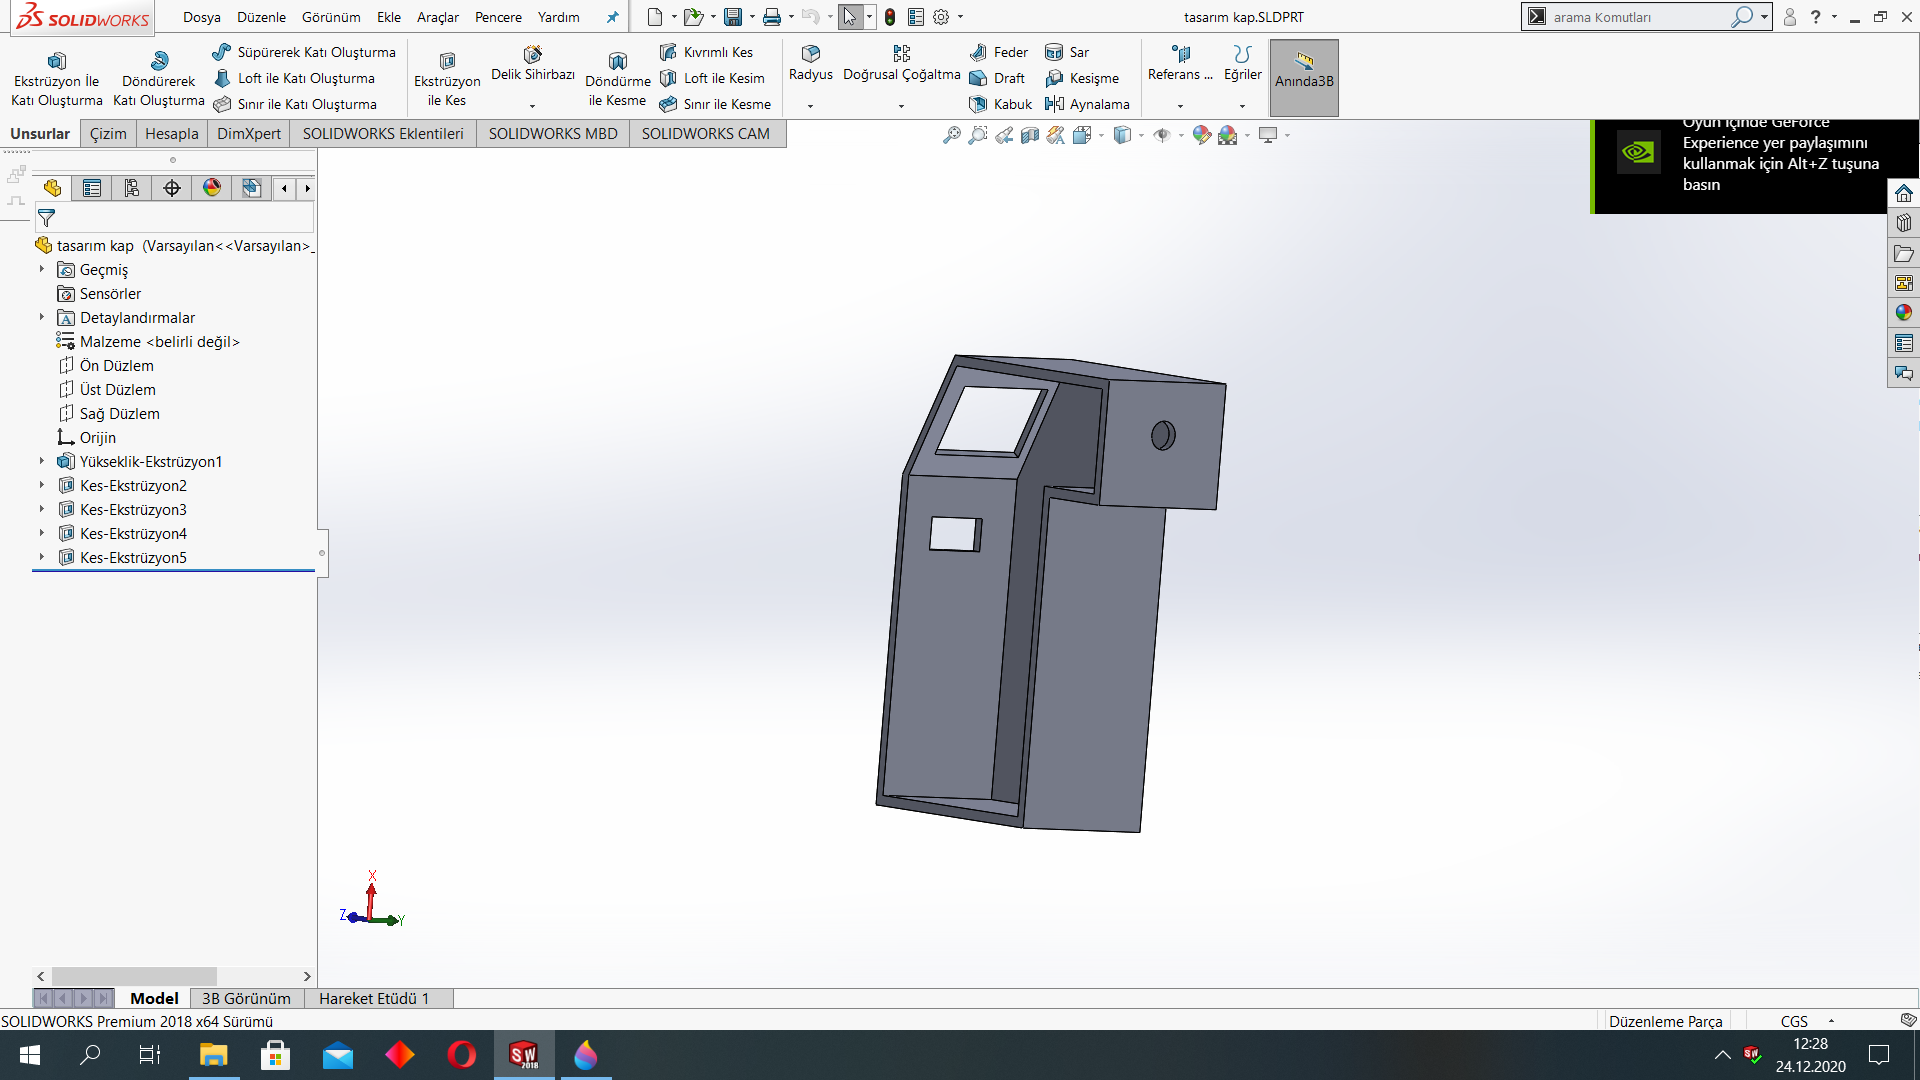 SOLIDWORKS
Dosya Düzenle Görünüm Ekle Araçlar Pencere Yardım
tasarım kap.SLDPRT
arama Komutları
Ekstrüzyon İle
Katı Oluşturma
Döndürerek
Katı Oluşturma
Süpürerek Katı Oluşturma
Loft ile Katı Oluşturma
Sınır ile Katı Oluşturma
Ekstrüzyon
ile Kes
Delik Sihirbazı
Döndürme
ile Kesme
Kıvrımlı Kes
Loft ile Kesim
Sınır ile Kesme
Radyus
Doğrusal Çoğaltma
Feder
Draft
Kabuk
Sar
Kesişme
Aynalama
Referans ...
Eğriler
Anında3B
Unsurlar Çizim Hesapla DimXpert SOLIDWORKS Eklentileri SOLIDWORKS MBD SOLIDWORKS CAM
Oyun içinde GeForce
Experience yer paylaşımını
kullanmak için Alt+Z tuşuna
basın
tasarım kap (Varsayılan<<Varsayılan>_
Geçmiş
Sensörler
Detaylandırmalar
Malzeme <belirli değil>
Ön Düzlem
Üst Düzlem
Sağ Düzlem
Orijin
Yükseklik-Ekstrüzyon1
Kes-Ekstrüzyon2
Kes-Ekstrüzyon3
Kes-Ekstrüzyon4
Kes-Ekstrüzyon5
X
Z
Y
Model 3B Görünüm Hareket Etüdü 1
SOLIDWORKS Premium 2018 x64 Sürümü
Düzenleme Parça
CGS
SW
2018
12:28
24.12.2020